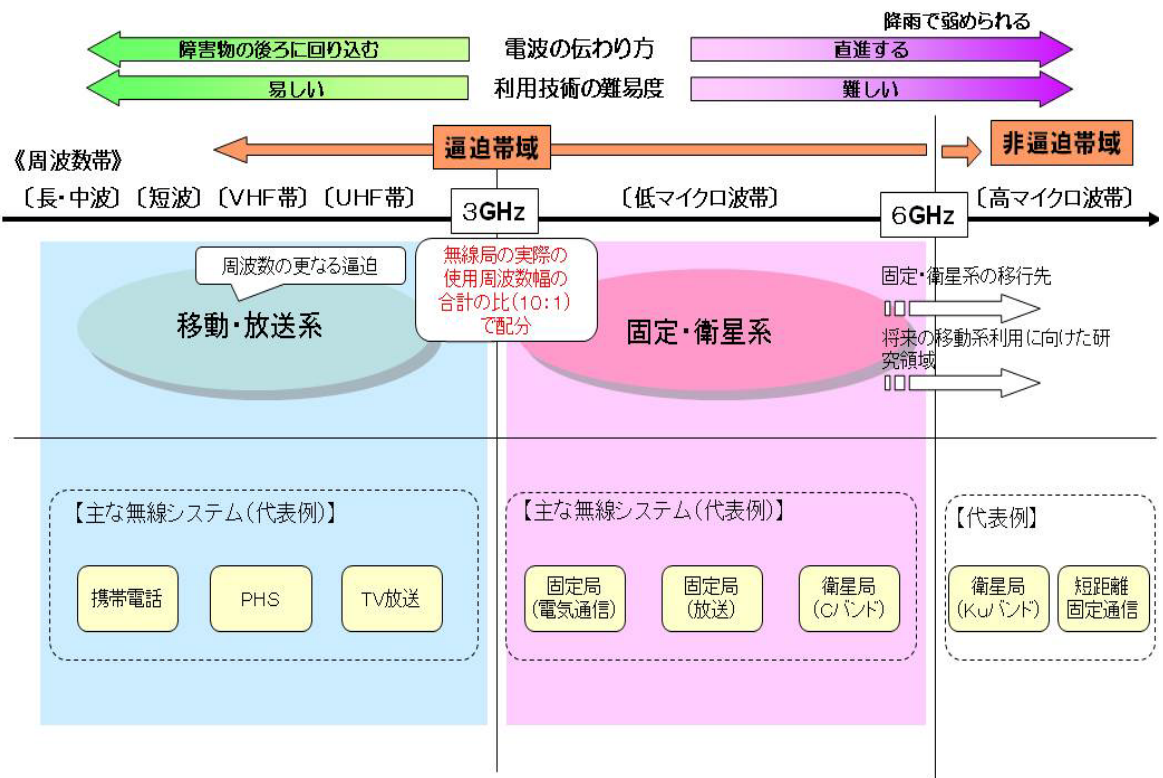 降雨で弱められる
障害物の後ろに回り込む
電波の伝わり方
直進する
易しい
利用技術の難易度
難しい
逼迫帯域
非逼迫帯域
《周波数帯》
〔長・中波〕
〔短波〕
〔VHF帯〕
〔UHF帯〕
3GHz
〔低マイクロ波帯〕
6GHz
〔高マイクロ波帯〕
周波数の更なる逼迫
移動・放送系
無線局の実際の
使用周波数幅の
合計の比(10:1)
で配分
固定・衛星系
固定・衛星系の移行先
将来の移動系利用に向けた研
究領域
【主な無線システム(代表例)】
携帯電話
PHS
TV放送
【主な無線システム(代表例)】
固定局
(電気通信)
固定局
(放送)
衛星局
(Cバンド)
【代表例】
衛星局
(Kuバンド)
短距離
固定通信